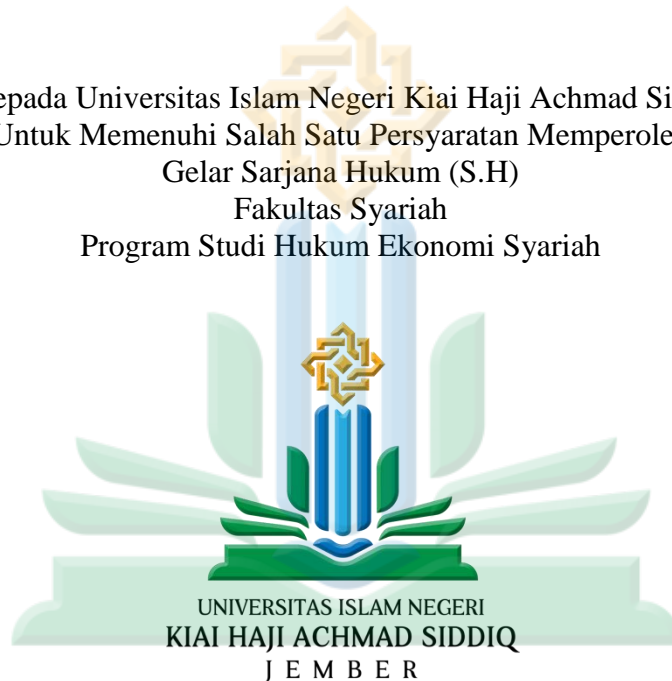 epada Universitas Islam Negeri Kiai Haji Achmad Si
Untuk Memenuhi Salah Satu Persyaratan Memperole
Gelar Sarjana Hukum (S.H)
Fakultas Syariah
Program Studi Hukum Ekonomi Syariah
UNIVERSITAS ISLAM NEGERI
KIAI HAJI ACHMAD SIDDIQ
JEMBER